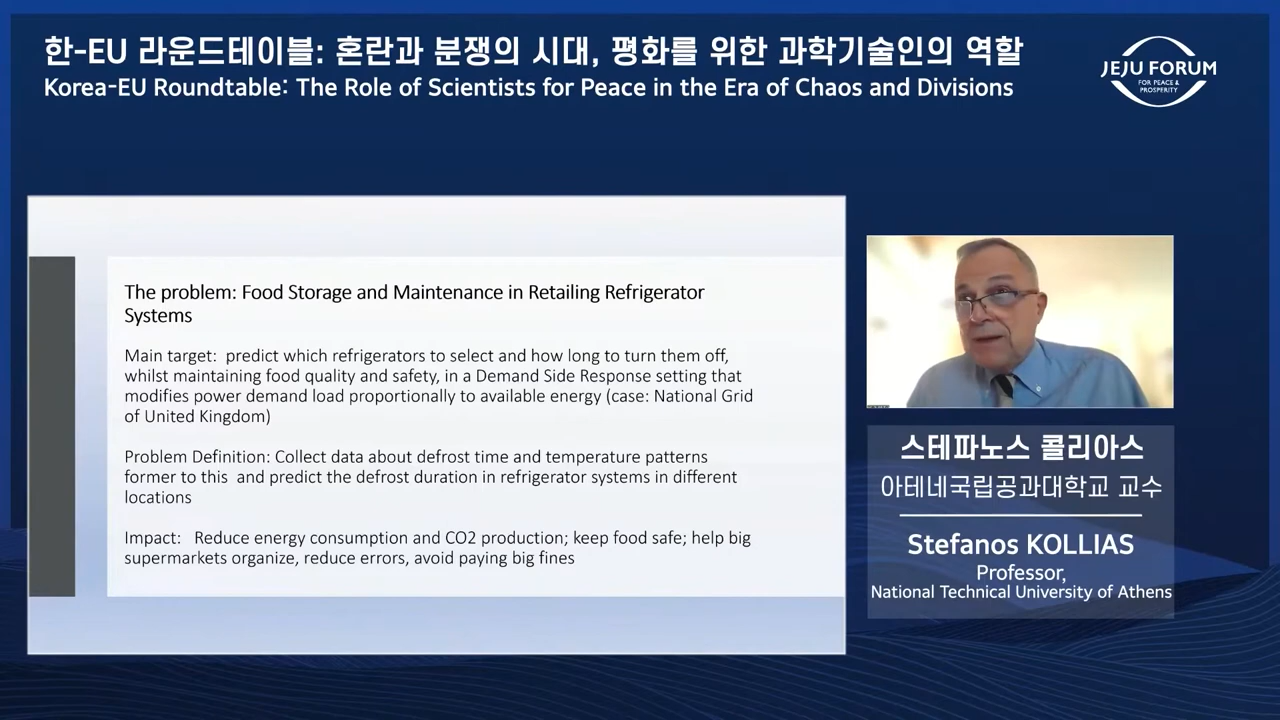 한-EU 라운드테이블: 혼란과 분쟁의 시대, 평화를 위한 과학기술인의 역할
Korea-EU Roundtable: The Role of Scientists for Peace in the Era of Chaos and Divisions
JEJU FORUM
FOR PEACE &
PROSPERITY
The problem: Food Storage and Maintenance in Retailing Refrigerator
Systems
Main target: predict which refrigerators to select and how long to turn them off,
whilst maintaining food quality and safety, in a Demand Side Response setting that
modifies power demand load proportionally to available energy (case: National Grid
of United Kingdom)
Problem Definition: Collect data about defrost time and temperature patterns
former to this and predict the defrost duration in refrigerator systems in different
locations
Impact: Reduce energy consumption and CO2 production; keep food safe; help big
supermarkets organize, reduce errors, avoid paying big fines
스테파노스 콜리아스
아테네국립공과대학교 교수
Stefanos KOLLIAS
Professor,
National Technical University of Athens